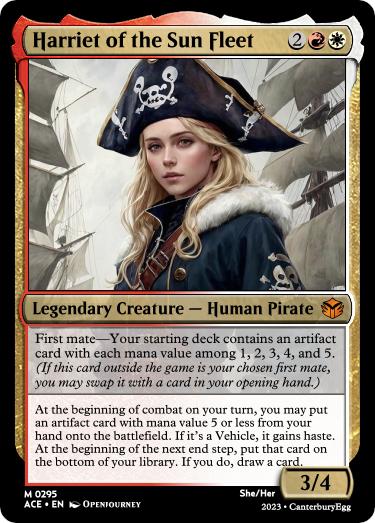 Harriet of the Sun Fleet 2
Legendary Creature — Human Pirate
First mate—Your starting deck contains an artifact
card with each mana value among 1, 2, 3, 4, and 5.
(If this card outside the game is your chosen first mate,
you may swap it with a card in your opening hand.)
At the beginning of combat on your turn, you may put
an artifact card with mana value 5 or less from your
hand onto the battlefield. If it's a Vehicle, it gains haste.
At the beginning of the next end step, put that card on
the bottom of your library. If you do, draw a card.
3/4
M 0295 She/Her
ACE • EN Openjourney 2023 • CanterburyEgg